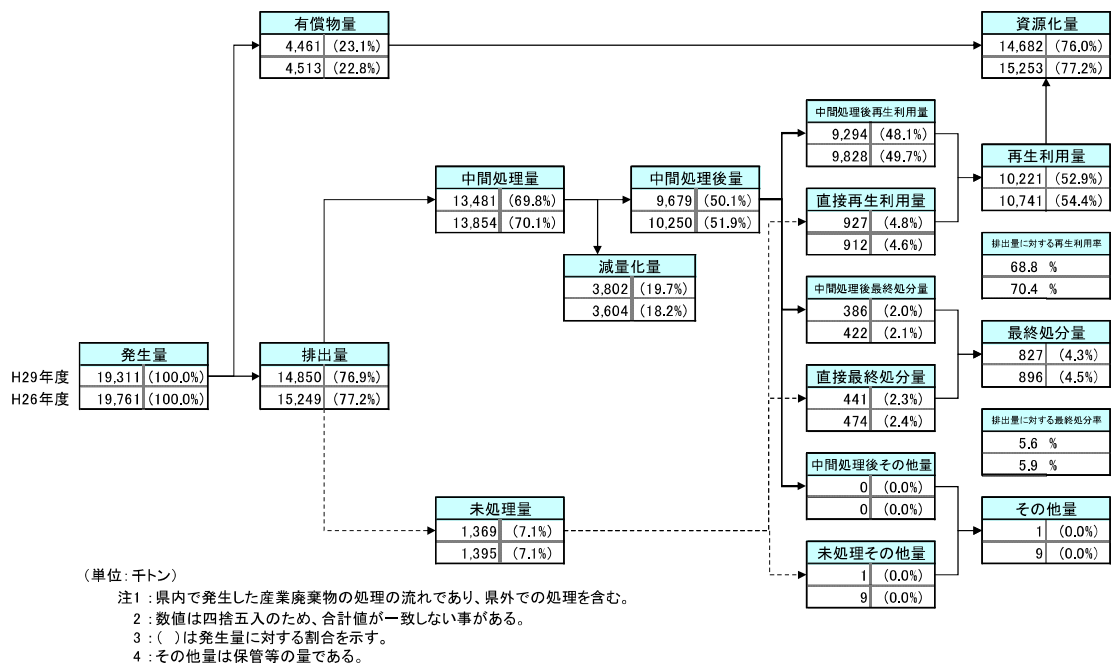 有償物量
4,461 (23.1%)
4,513 (22.8%)
資源化量
14,682 (76.0%)
15,253 (77.2%)
中間処理後再生利用量
9,294 (48.1%)
9,828 (49.7%)
再生利用量
10,221 (52.9%)
10,741 (54.4%)
中間処理量
13,481 (69.8%)
13,854 (70.1%)
中間処理後量
9,679 (50.1%)
10,250 (51.9%)
直接再生利用量
927 (4.8%)
912 (4.6%)
排出量に対する再生利用率
68.8 %
70.4 %
減量化量
3,802 (19.7%)
3,604 (18.2%)
中間処理後最終処分量
386 (2.0%)
422 (2.1%)
最終処分量
827 (4.3%)
896 (4.5%)
発生量
H29年度 19,311 (100.0%)
H26年度 19,761 (100.0%)
排出量
14,850 (76.9%)
15,249 (77.2%)
直接最終処分量
441 (2.3%)
474 (2.4%)
排出量に対する最終処分率
5.6 %
5.9 %
中間処理後その他量
0 (0.0%)
0 (0.0%)
未処理量
1,369 (7.1%)
1,395 (7.1%)
その他量
1 (0.0%)
9 (0.0%)
未処理その他量
1 (0.0%)
9 (0.0%)
(単位:千トン)
注1:県内で発生した産業廃棄物の処理の流れであり、県外での処理を含む。
2:数値は四捨五入のため、合計値が一致しない事がある。
3:( )は発生量に対する割合を示す。
4:その他量は保管等の量である。